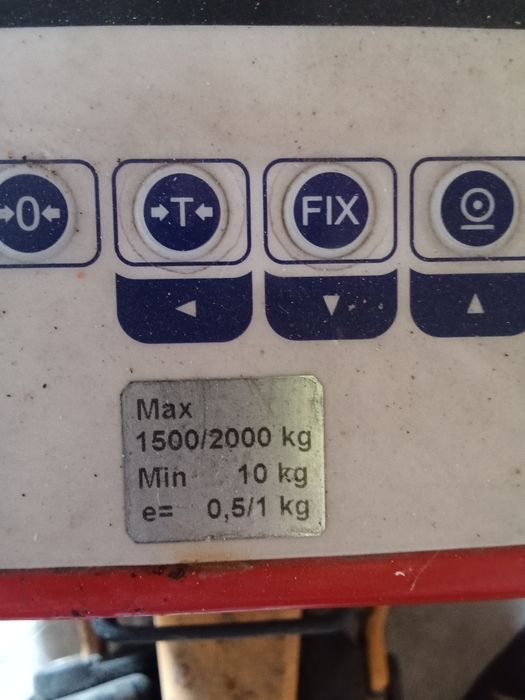 →0← →T← FIX
Max
1500/2000 kg
Min 10 kg
e= 0,5/1 kg